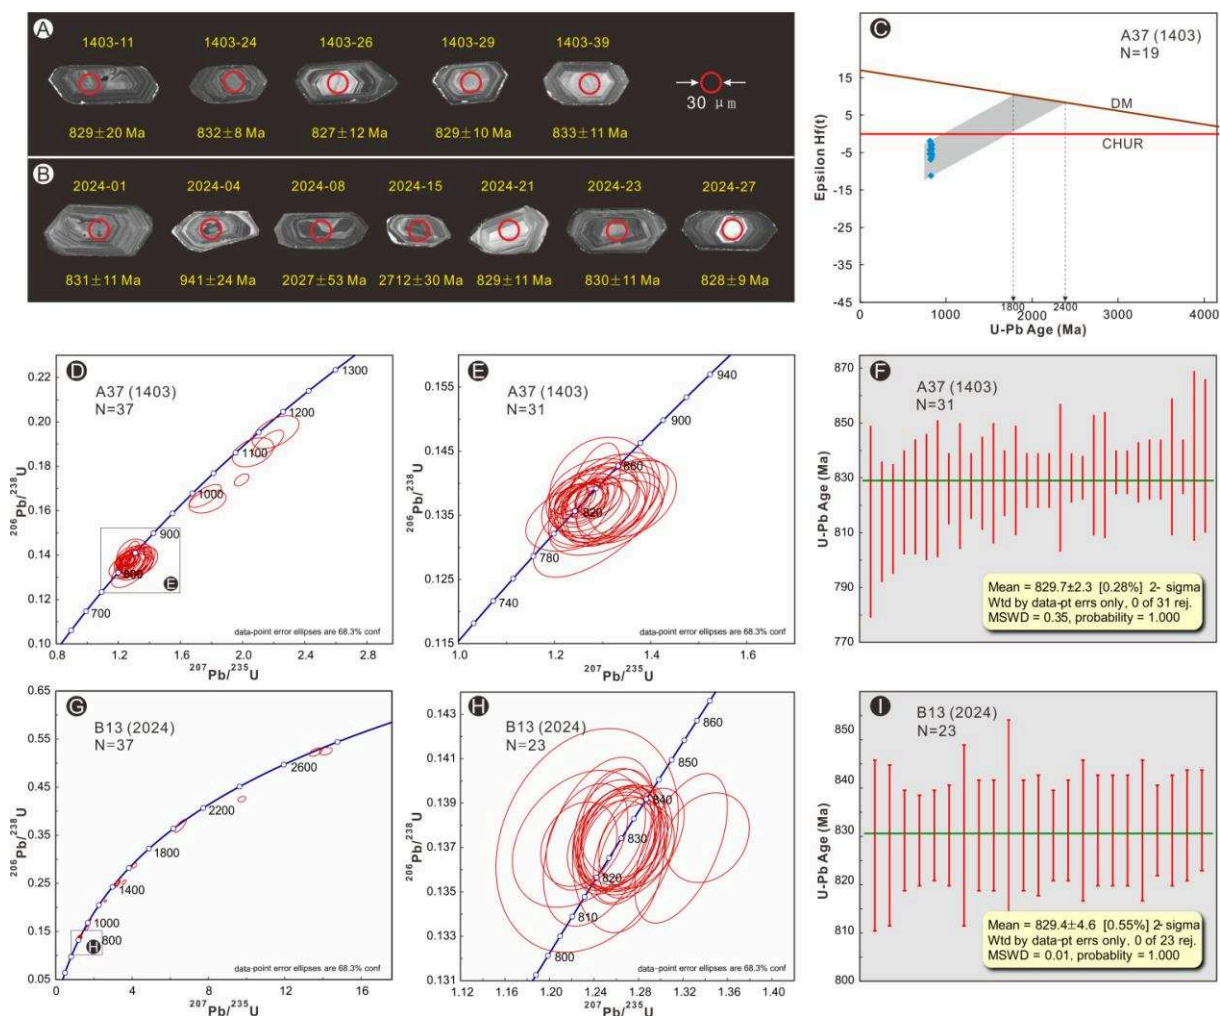 A
1403-11 1403-24 1403-26 1403-29 1403-39
30 μm
829±20 Ma 832±8 Ma 827±12 Ma 829±10 Ma 833±11 Ma
B
2024-01 2024-04 2024-08 2024-15 2024-21 2024-23 2024-27
831±11 Ma 941±24 Ma 2027±53 Ma 2712±30 Ma 829±11 Ma 830±11 Ma 828±9 Ma
C
A37 (1403)
N=19
Epsilon Hf(t)
15
5
-5
-15
-25
-35
-45
DM
CHUR
1800 2400
0 1000 2000 3000 4000
U-Pb Age (Ma)
D
A37 (1403)
N=37
206Pb/238U
0.22
0.20
0.18
0.16
0.14
0.12
0.10
1300
1200
1100
1000
900
800
700
E
data-point error ellipses are 68.3% conf
0.8 1.2 1.6 2.0 2.4 2.8
207Pb/235U
E
A37 (1403)
N=31
206Pb/238U
0.155
0.145
0.135
0.125
0.115
940
900
860
820
780
740
data-point error ellipses are 68.3% conf
1.0 1.2 1.4 1.6
207Pb/235U
F
A37 (1403)
N=31
U-Pb Age (Ma)
870
850
830
810
790
770
Mean = 829.7±2.3 [0.28%] 2- sigma
Wtd by data-pt errs only, 0 of 31 rej.
MSWD = 0.35, probability = 1.000
G
B13 (2024)
N=37
206Pb/238U
0.65
0.55
0.45
0.35
0.25
0.15
0.05
2600
2200
1800
1400
1000
800
H
data-point error ellipses are 68.3% conf
0 4 8 12 16
207Pb/235U
H
B13 (2024)
N=23
206Pb/238U
0.143
0.141
0.139
0.137
0.135
0.133
0.131
860
850
840
830
820
810
800
data-point error ellipses are 68.3% conf
1.12 1.16 1.20 1.24 1.28 1.32 1.36 1.40
207Pb/235U
I
B13 (2024)
N=23
U-Pb Age (Ma)
850
840
830
820
810
800
Mean = 829.4±4.6 [0.55%] 2- sigma
Wtd by data-pt errs only, 0 of 23 rej.
MSWD = 0.01, probablity = 1.000